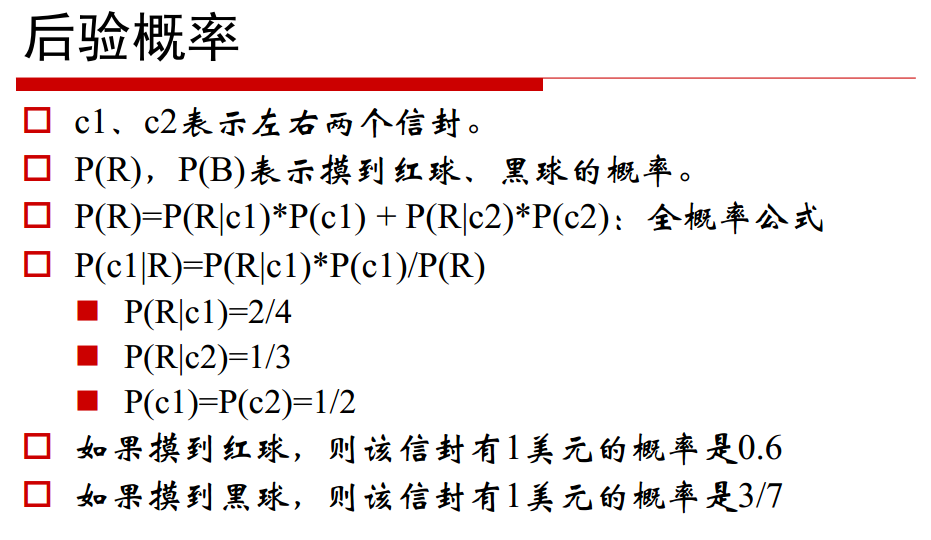 后验概率
c1、c2表示左右两个信封。
P(R)，P(B)表示摸到红球、黑球的概率。
P(R)=P(R|c1)*P(c1) + P(R|c2)*P(c2)：全概率公式
P(c1|R)=P(R|c1)*P(c1)/P(R)
P(R|c1)=2/4
P(R|c2)=1/3
P(c1)=P(c2)=1/2
如果摸到红球，则该信封有1美元的概率是0.6
如果摸到黑球，则该信封有1美元的概率是3/7